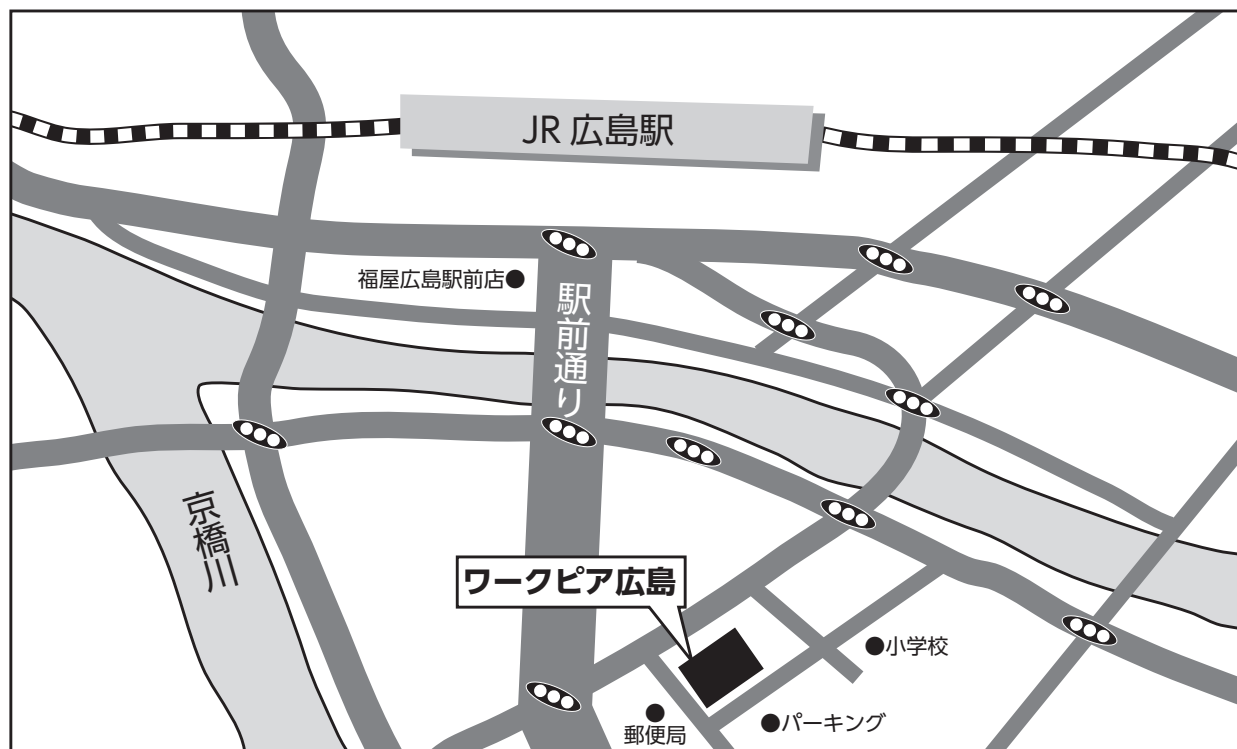 JR 広島駅
福屋広島駅前店
駅前通り
京橋川
ワークピア広島
小学校
パーキング
郵便局